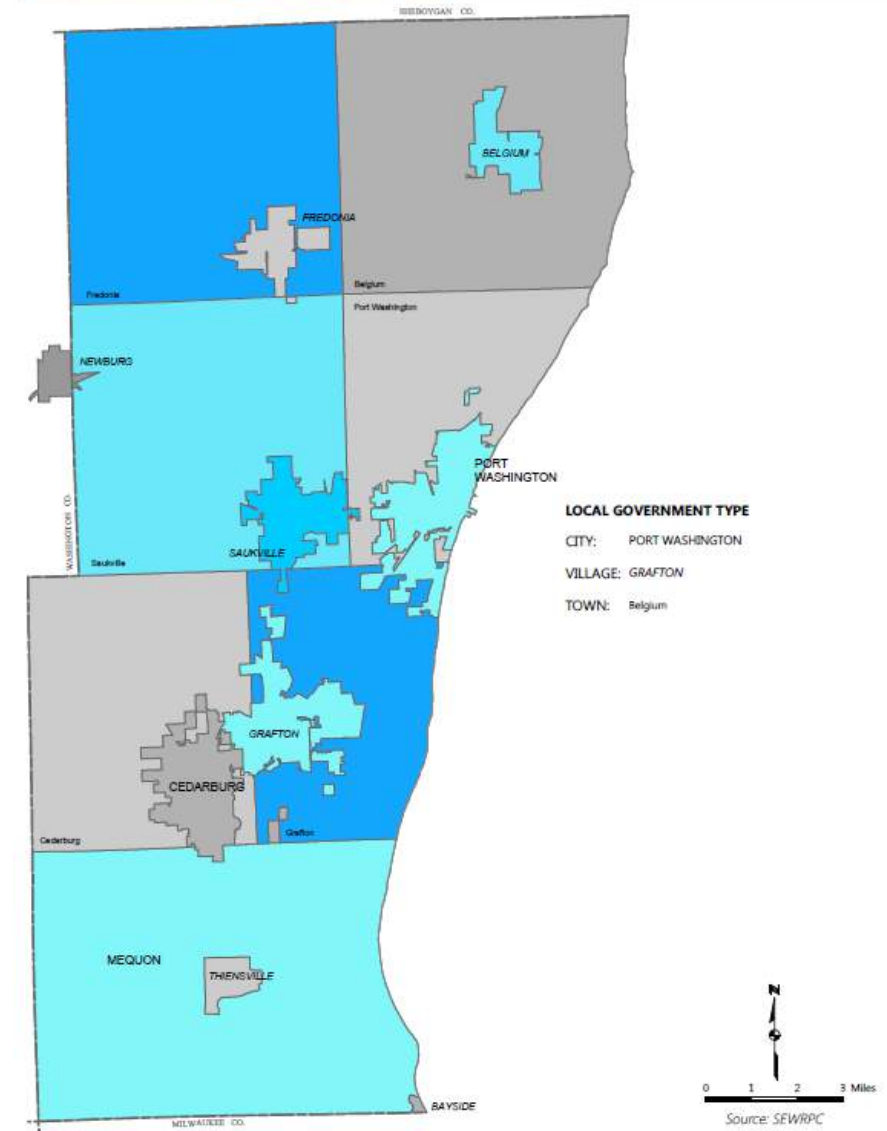 SHEBOYGAN CO.
BELGIUM
FREDONIA
Fredonia
Belgium
Port Washington
NEWBURG
PORT
WASHINGTON
WASHINGTON CO.
SAUKVILLE
Saukville
LOCAL GOVERNMENT TYPE
CITY: PORT WASHINGTON
VILLAGE: GRAFTON
TOWN: Belgium
GRAFTON
CEDARBURG
Cedarburg
Grafton
MEQUON
THIENSVILLE
BAYSIDE
MILWAUKEE CO.
N
0 1 2 3 Miles
Source: SEWRPC